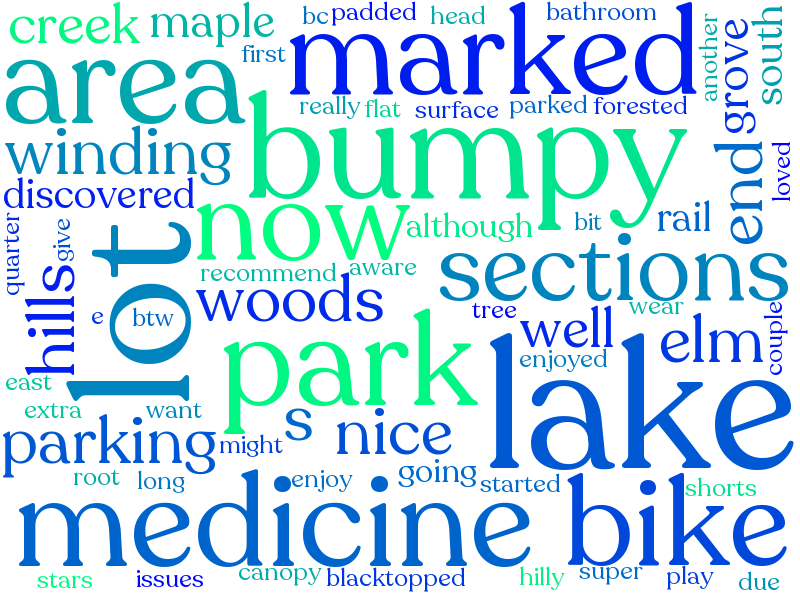 creek maple bc padded head bathroom
first marked another grove south
area really flat surface parked forested
winding bumpy end loved
discovered now although bit rail
quarter give lot recommend aware sections
hills e btw woods tree well wear elm couple
east park enjoyed lake
extra want s nice
parking might
root long enjoy going started shorts
medicine bike
stars issues canopy blacktopped hilly super play due